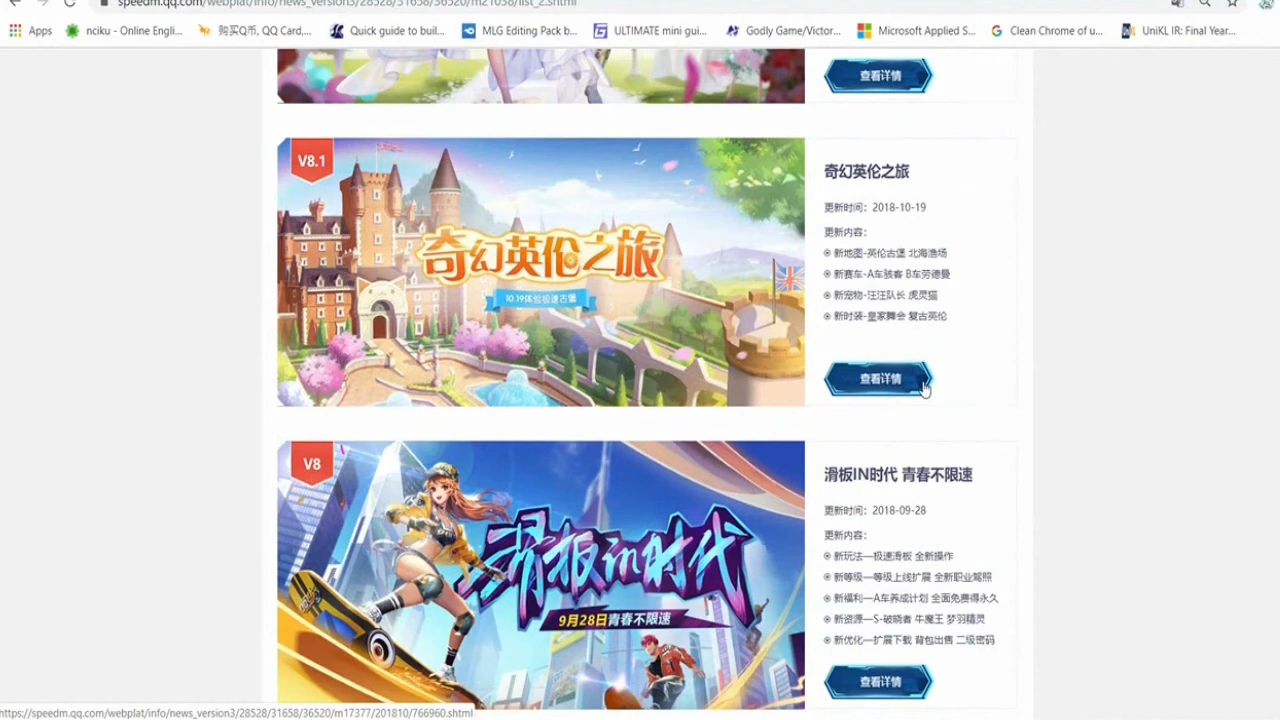 speedm.qq.com/webplat/info/news_version3/28528/31658/36520/m21058/list_2.shtml
Apps
nciku - Online Engli...
购买Q币, QQ Card,...
Quick guide to buil...
MLG Editing Pack b...
ULTIMATE mini gui...
Godly Game/Victor...
Microsoft Applied S...
Clean Chrome of u...
UniKL IR: Final Year...
查看详情
V8.1
奇幻英伦之旅
10.19体验极速古堡
奇幻英伦之旅
更新时间：2018-10-19
更新内容：
新地图-英伦古堡 北海渔场
新赛车-A车骇客 B车劳德曼
新宠物-汪汪队长 虎灵猫
新时装-皇家舞会 复古英伦
查看详情
V8
滑板in时代
9月28日青春不限速
滑板IN时代 青春不限速
更新时间：2018-09-28
更新内容：
新玩法—极速滑板 全新操作
新等级—等级上线扩展 全新职业驾照
新福利—A车养成计划 全面免费得永久
新资源—S-破晓者 牛魔王 梦羽精灵
新优化—扩展下载 背包出售 二级密码
查看详情
https://speedm.qq.com/webplat/info/news_version3/28528/31658/36520/m17377/201810/766960.shtml